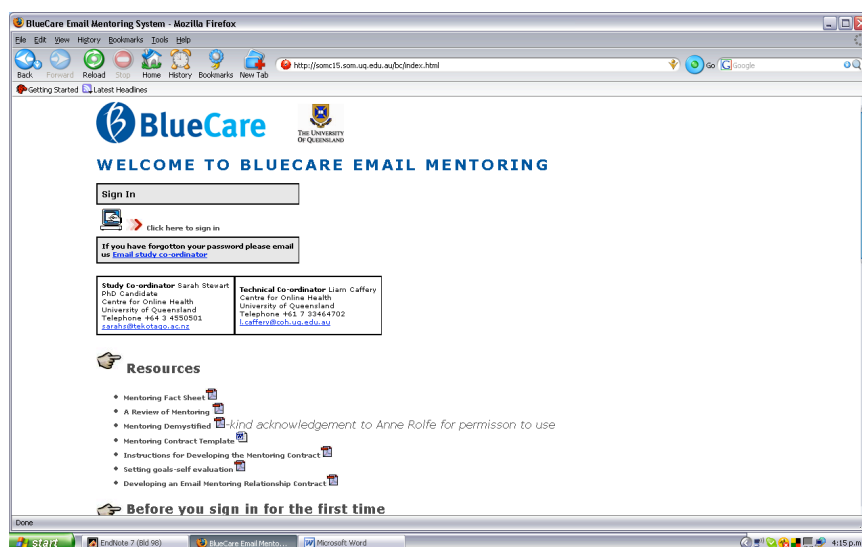 BlueCare Email Mentoring System - Mozilla Firefox
File Edit View History Bookmarks Tools Help
Back Forward Reload Stop Home History Bookmarks New Tab
http://somc15.som.uq.edu.au/bc/index.html Go Google
Getting Started Latest Headlines
BlueCare
THE UNIVERSITY
OF QUEENSLAND
WELCOME TO BLUECARE EMAIL MENTORING
Sign In
Click here to sign in
If you have forgotton your password please email
us Email study co-ordinator
Study Co-ordinator Sarah Stewart
PhD Candidate
Centre for Online Health
University of Queensland
Telephone +64 3 4550501
sarahs@tekotago.ac.nz
Technical Co-ordinator Liam Caffery
Centre for Online Health
University of Queensland
Telephone +61 7 33464702
l.caffery@coh.uq.edu.au
Resources
Mentoring Fact Sheet
A Review of Mentoring
Mentoring Demystified -kind acknowledgement to Anne Rolfe for permisson to use
Mentoring Contract Template
Instructions for Developing the Mentoring Contract
Setting goals-self evaluation
Developing an Email Mentoring Relationship Contract
Before you sign in for the first time
Done
start EndNote 7 (Bld 98) BlueCare Email Mento... Microsoft Word 4:15 p.m.